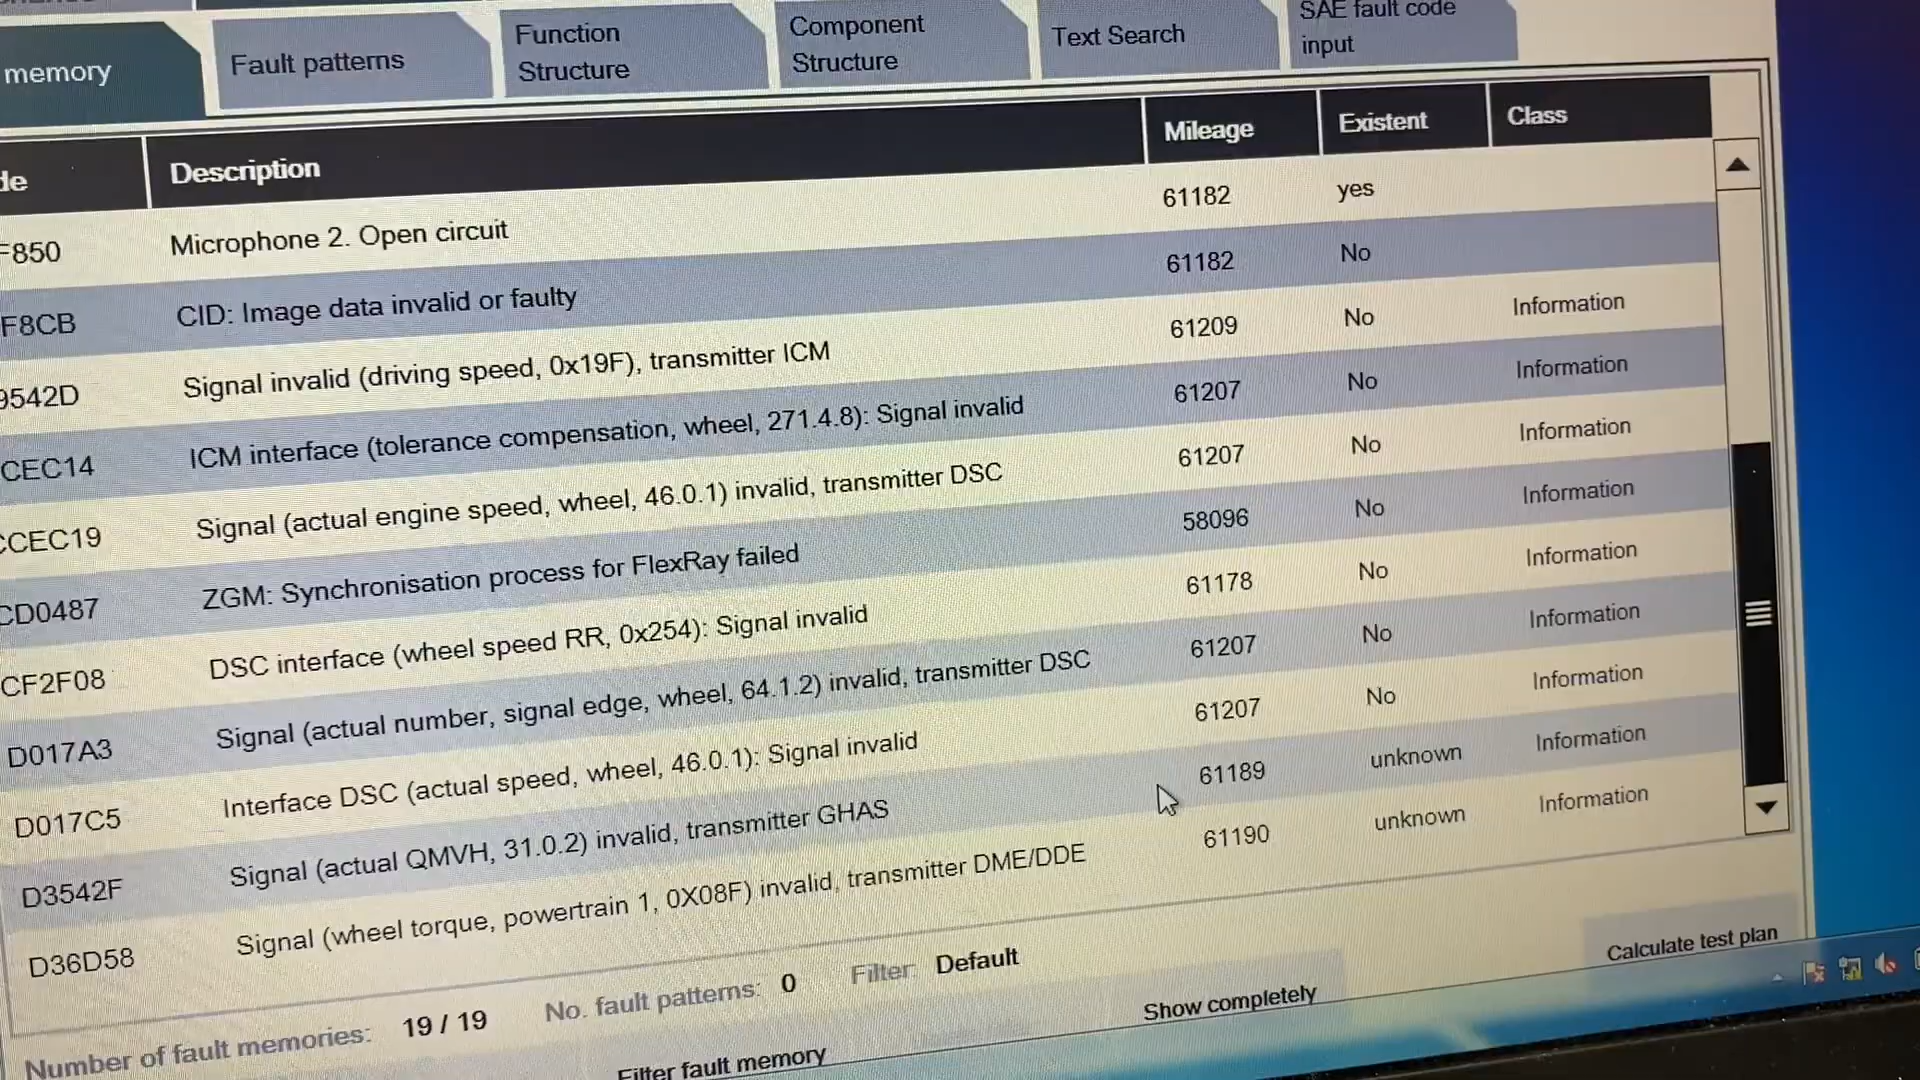 memory
Fault patterns
Function
Structure
Component
Structure
Text Search
SAE fault code
input
de
Description
Mileage
Existent
Class
F850 Microphone 2. Open circuit 61182 yes
F8CB CID: Image data invalid or faulty 61182 No
9542D Signal invalid (driving speed, 0x19F), transmitter ICM 61209 No Information
CEC14 ICM interface (tolerance compensation, wheel, 271.4.8): Signal invalid 61207 No Information
CCEC19 Signal (actual engine speed, wheel, 46.0.1) invalid, transmitter DSC 61207 No Information
CD0487 ZGM: Synchronisation process for FlexRay failed 58096 No Information
CF2F08 DSC interface (wheel speed RR, 0x254): Signal invalid 61178 No Information
D017A3 Signal (actual number, signal edge, wheel, 64.1.2) invalid, transmitter DSC 61207 No Information
D017C5 Interface DSC (actual speed, wheel, 46.0.1): Signal invalid 61207 No Information
D3542F Signal (actual QMVH, 31.0.2) invalid, transmitter GHAS 61189 unknown Information
D36D58 Signal (wheel torque, powertrain 1, 0X08F) invalid, transmitter DME/DDE 61190 unknown Information
Number of fault memories: 19 / 19 No. fault patterns: 0 Filter: Default
Filter fault memory
Show completely
Calculate test plan